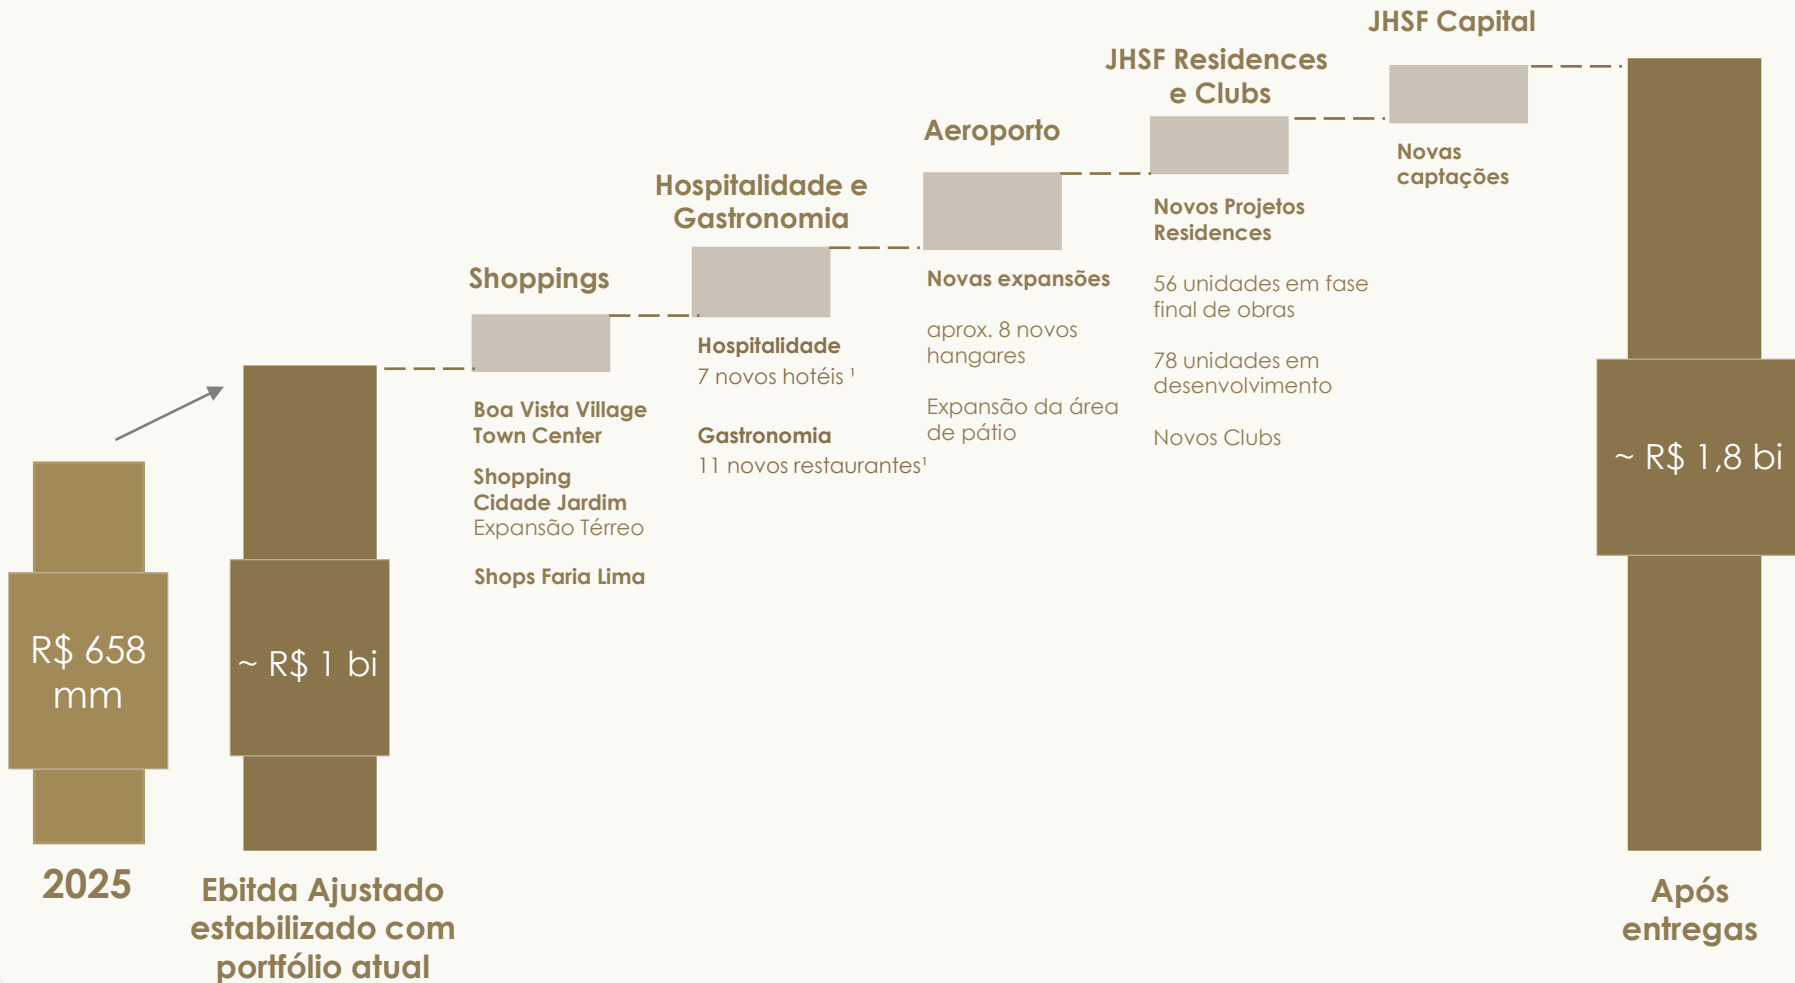 JHSF Capital
Novas
captações
JHSF Residences
e Clubs
Novos Projetos
Residences
56 unidades em fase
final de obras
78 unidades em
desenvolvimento
Novos Clubs
Aeroporto
Novas expansões
aprox. 8 novos
hangares
Expansão da área
de pátio
Hospitalidade e
Gastronomia
Hospitalidade
7 novos hotéis ¹
Gastronomia
11 novos restaurantes¹
Shoppings
Boa Vista Village
Town Center
Shopping
Cidade Jardim
Expansão Térreo
Shops Faria Lima
R$ 658
mm
2025
~ R$ 1 bi
Ebitda Ajustado
estabilizado com
portfólio atual
~ R$ 1,8 bi
Após
entregas